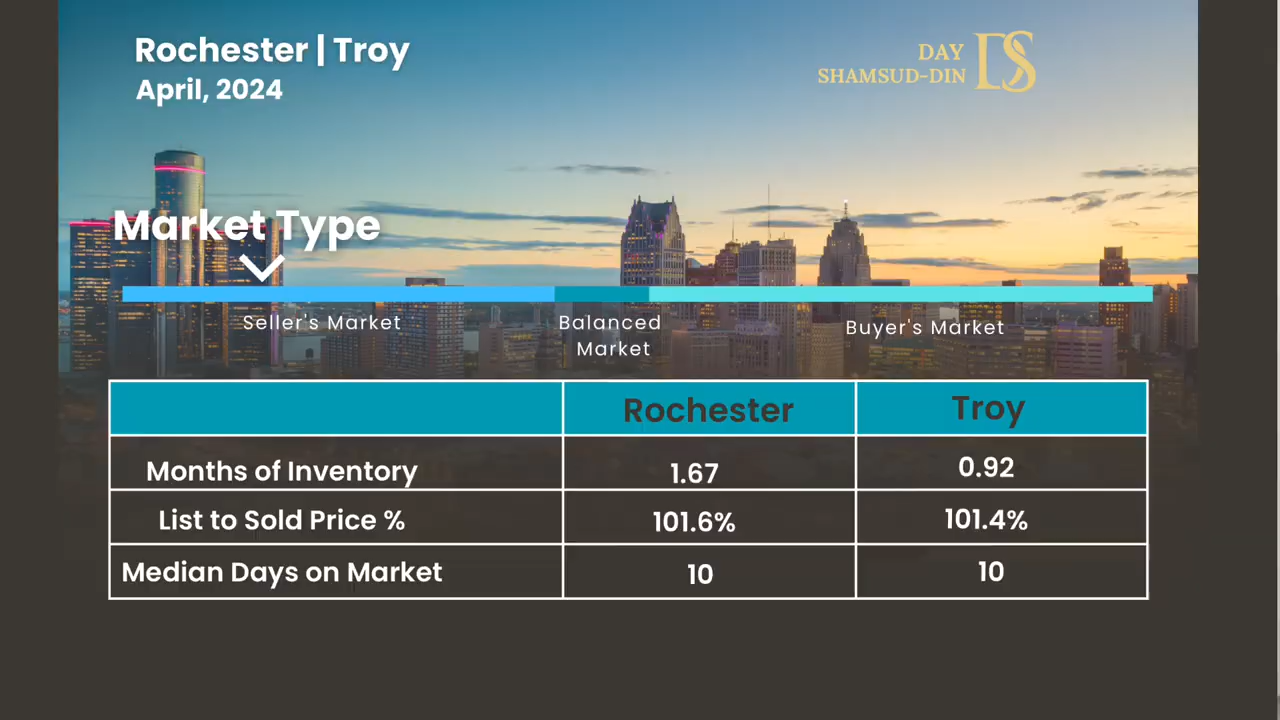 Rochester | Troy
April, 2024
DAY
SHAMSUD-DIN
DS
Market Type
Seller's Market
Balanced
Market
Buyer's Market
Rochester Troy
Months of Inventory 1.67 0.92
List to Sold Price % 101.6% 101.4%
Median Days on Market 10 10